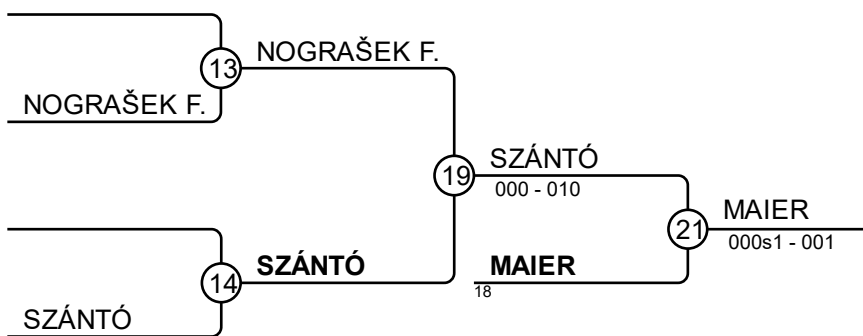 NOGRAŠEK F.
13
NOGRAŠEK F.
SZÁNTÓ
19
000 - 010
MAIER
21
000s1 - 001
SZÁNTÓ
MAIER
14
18
SZÁNTÓ